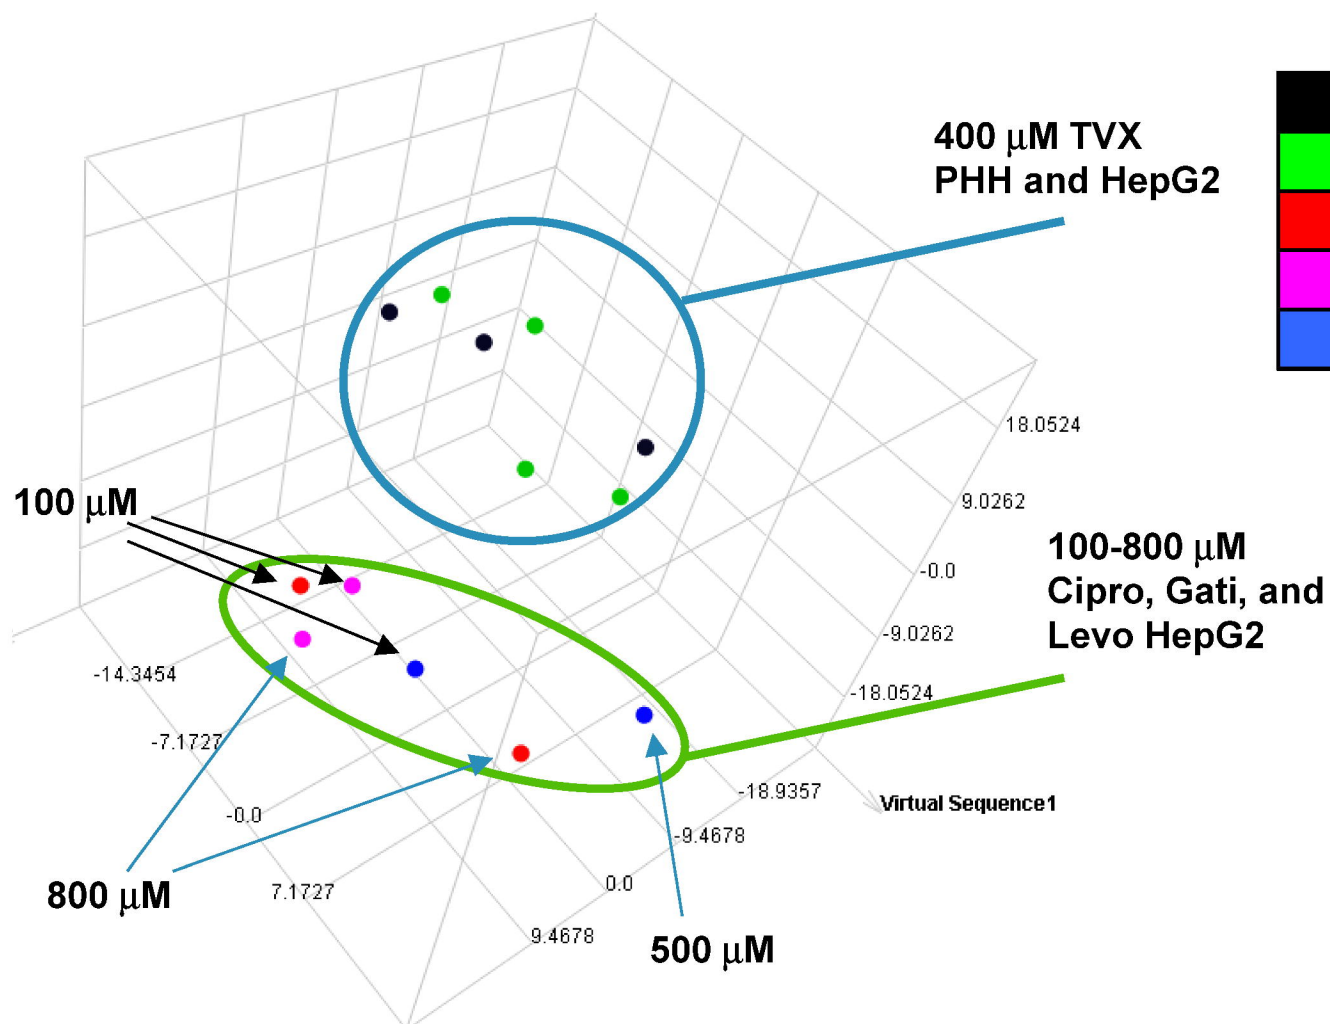 400 μM TVX
PHH and HepG2
18.0524
9.0262
100 μM
-0.0
100-800 μM
Cipro, Gati, and
Levo HepG2
-9.0262
-14.3454
-18.0524
-7.1727
-18.9357
Virtual Sequence1
-0.0
-9.4678
7.1727
0.0
800 μM
9.4678
500 μM